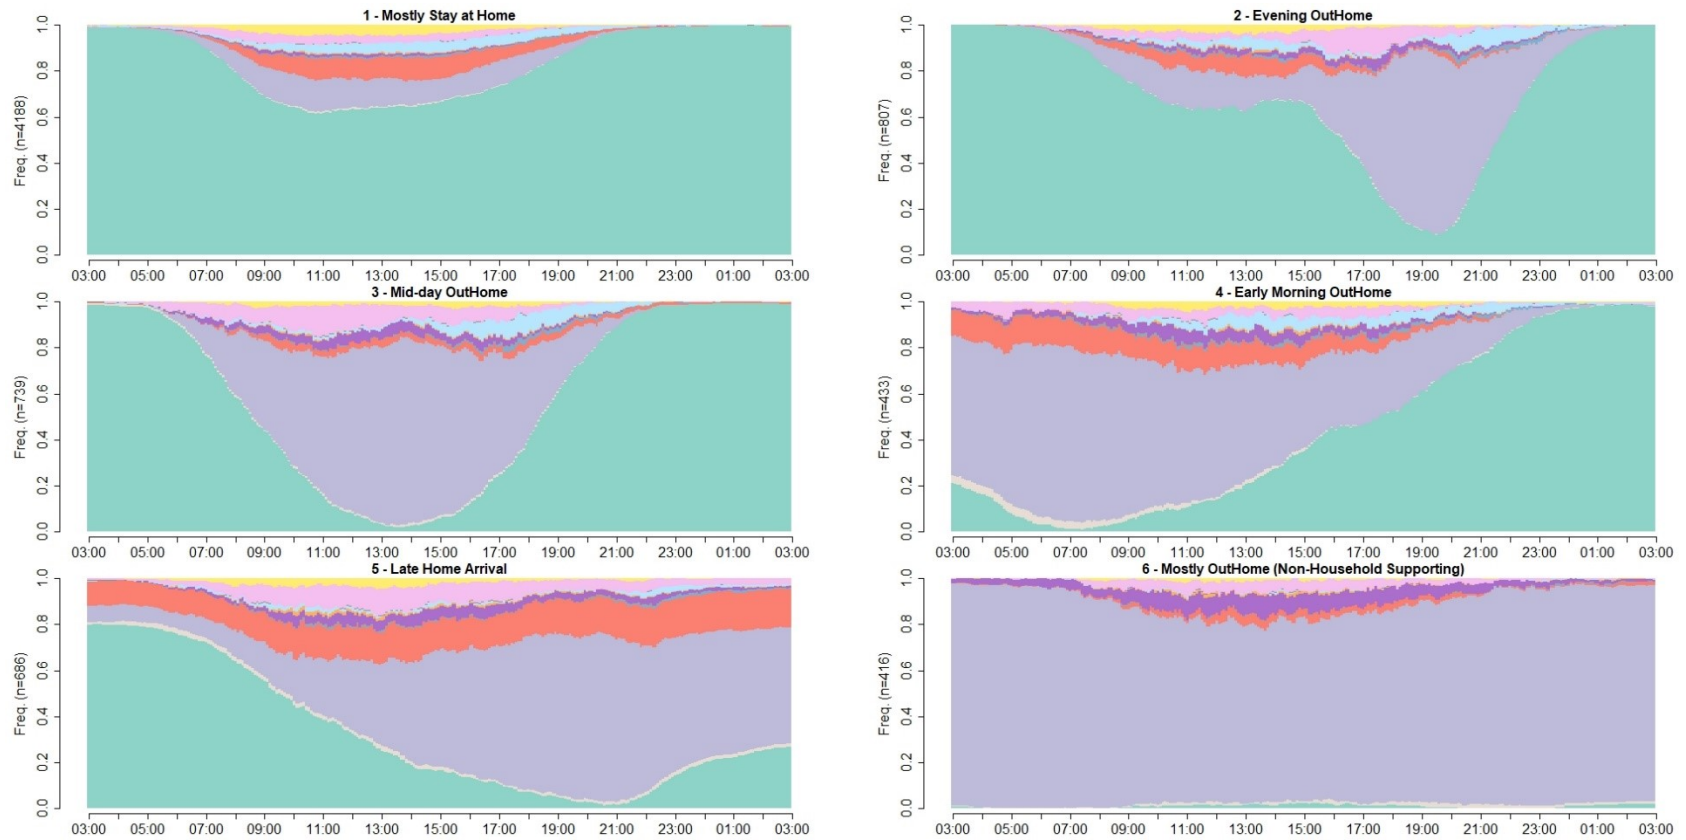 1 - Mostly Stay at Home
Freq. (n=4188)
0.0 0.2 0.4 0.6 0.8 1.0
03:00 05:00 07:00 09:00 11:00 13:00 15:00 17:00 19:00 21:00 23:00 01:00 03:00
2 - Evening OutHome
Freq. (n=807)
0.0 0.2 0.4 0.6 0.8 1.0
03:00 05:00 07:00 09:00 11:00 13:00 15:00 17:00 19:00 21:00 23:00 01:00 03:00
3 - Mid-day OutHome
Freq. (n=739)
0.0 0.2 0.4 0.6 0.8 1.0
03:00 05:00 07:00 09:00 11:00 13:00 15:00 17:00 19:00 21:00 23:00 01:00 03:00
4 - Early Morning OutHome
Freq. (n=433)
0.0 0.2 0.4 0.6 0.8 1.0
03:00 05:00 07:00 09:00 11:00 13:00 15:00 17:00 19:00 21:00 23:00 01:00 03:00
5 - Late Home Arrival
Freq. (n=686)
0.0 0.2 0.4 0.6 0.8 1.0
03:00 05:00 07:00 09:00 11:00 13:00 15:00 17:00 19:00 21:00 23:00 01:00 03:00
6 - Mostly OutHome (Non-Household Supporting)
Freq. (n=416)
0.0 0.2 0.4 0.6 0.8 1.0
03:00 05:00 07:00 09:00 11:00 13:00 15:00 17:00 19:00 21:00 23:00 01:00 03:00